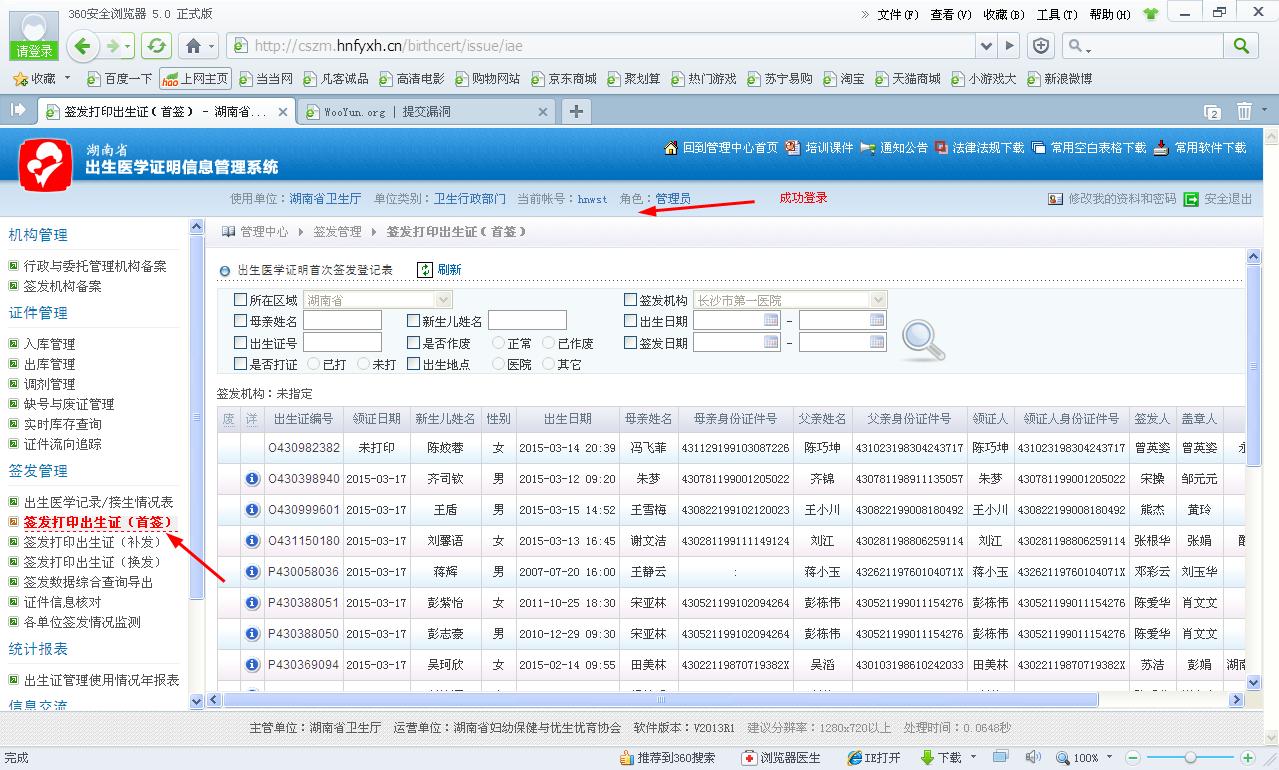 360安全浏览器 5.0 正式版
» 文件(F) 查看(V) 收藏(B) 工具(T) 帮助(H)
请登录
http://cszm.hnfyxh.cn/birthcert/issue/iae
收藏 百度一下 hao 上网主页 当当网 几客诚品 高清电影 购物网站 京东商城 聚划算 热门游戏 苏宁易购 淘宝 天猫商城 小游戏大 新浪微博
签发打印出生证(首签) - 湖南省... WooYun.org | 提交漏洞 2
湖南省
出生医学证明信息管理系统
回到管理中心首页 培训课件 通知公告 法律法规下载 常用空白表格下载 常用软件下载
使用单位：湖南省卫生厅 单位类别：卫生行政部门 当前帐号：hnwst 角色：管理员 成功登录 修改我的资料和密码 安全退出
机构管理
行政与委托管理机构备案
签发机构备案
证件管理
入库管理
出库管理
调剂管理
缺号与废证管理
实时库存查询
证件流向追踪
签发管理
出生医学记录/接生情况表
签发打印出生证（首签）
签发打印出生证（补发）
签发打印出生证（换发）
签发数据综合查询导出
证件信息核对
各单位签发情况监测
统计报表
出生证管理使用情况年报表
信息交流
管理中心 签发管理 签发打印出生证(首签)
出生医学证明首次签发登记表 刷新
所在区域 湖南省 签发机构 长沙市第一医院
母亲姓名 新生儿姓名 出生日期 -
出生证号 是否作废 正常 已作废 签发日期 -
是否打证 已打 未打 出生地点 医院 其它
签发机构：未指定
废 详 出生证编号 领证日期 新生儿姓名 性别 出生日期 母亲姓名 母亲身份证件号 父亲姓名 父亲身份证件号 领证人 领证人身份证件号 签发人 盖章人
O430982382 未打印 陈姣蓉 女 2015-03-14 20:39 冯飞菲 431129199103087226 陈巧坤 431023198304243717 陈巧坤 431023198304243717 曾英姿 曾英姿
O430398940 2015-03-17 齐司钦 男 2015-03-12 09:20 朱梦 430781199001205022 齐锦 430781198911135057 朱梦 430781199001205022 宋操 邹元元
O430999601 2015-03-17 王盾 男 2015-03-15 14:52 王雪梅 430822199102120023 王小川 430822199008180492 王小川 430822199008180492 熊杰 黄玲
O431150180 2015-03-17 刘馨语 女 2015-03-13 16:45 谢文洁 430281199111149124 刘江 430281198806259114 刘江 430281198806259114 张根华 张娟
P430058036 2015-03-17 蒋辉 男 2007-07-20 16:00 王锋云 : 蒋小玉 43262119760104071X 蒋小玉 43262119760104071X 邓彩云 刘玉华
P430388051 2015-03-17 彭紫怡 女 2011-10-25 18:30 宋亚林 430521199102094264 彭栋伟 430521199011154276 彭栋伟 430521199011154276 陈爱华 肖文文
P430388050 2015-03-17 彭志豪 男 2010-12-29 09:30 宋亚林 430521199102094264 彭栋伟 430521199011154276 彭栋伟 430521199011154276 陈爱华 肖文文
P430369094 2015-03-17 吴珂欣 女 2015-02-14 09:55 田美林 43022119870719382X 吴滔 430103198610242533 田美林 43022119870719382X 苏洁 彭娟 湖南
主管单位：湖南省卫生厅 运营单位：湖南省妇幼保健与优生优育协会 软件版本：V2013R1 建议分辨率：1280x720以上 处理时间：0.0648秒
完成 推荐到360搜索 浏览器医生 IE打开 下载 100%